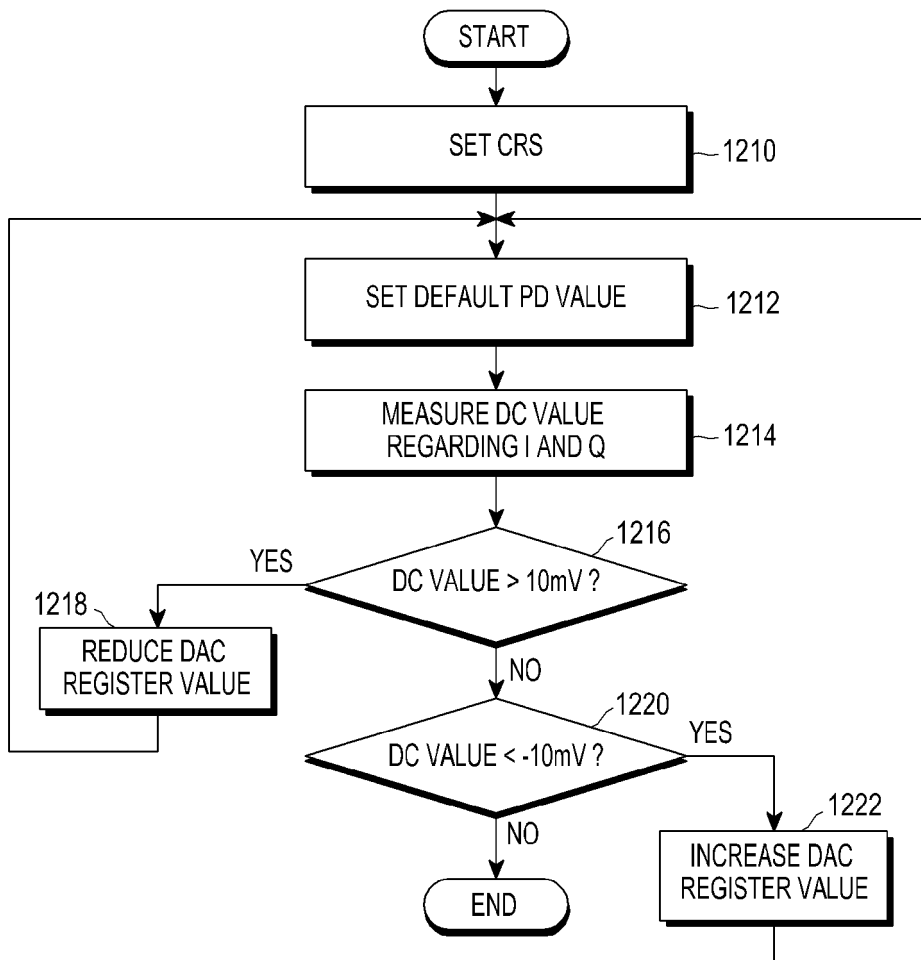 START
SET CRS
1210
SET DEFAULT PD VALUE
1212
MEASURE DC VALUE
REGARDING I AND Q
1214
1216
YES
DC VALUE > 10mV ?
1218
REDUCE DAC
REGISTER VALUE
NO
1220
YES
DC VALUE < -10mV ?
NO
1222
INCREASE DAC
REGISTER VALUE
END